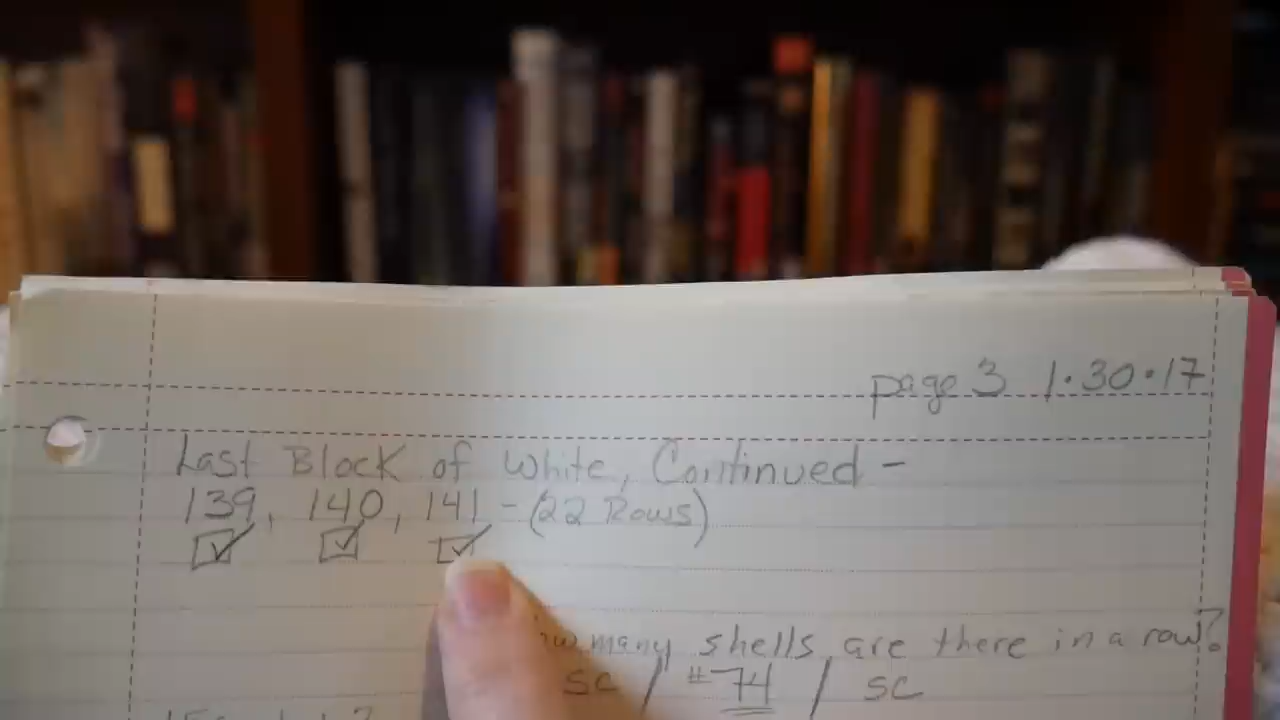 page 3 1.30.17
Last Block of White, Continued -
139, 140, 141 - (22 Rows)
many shells are there in a row?
sc / #74 / sc